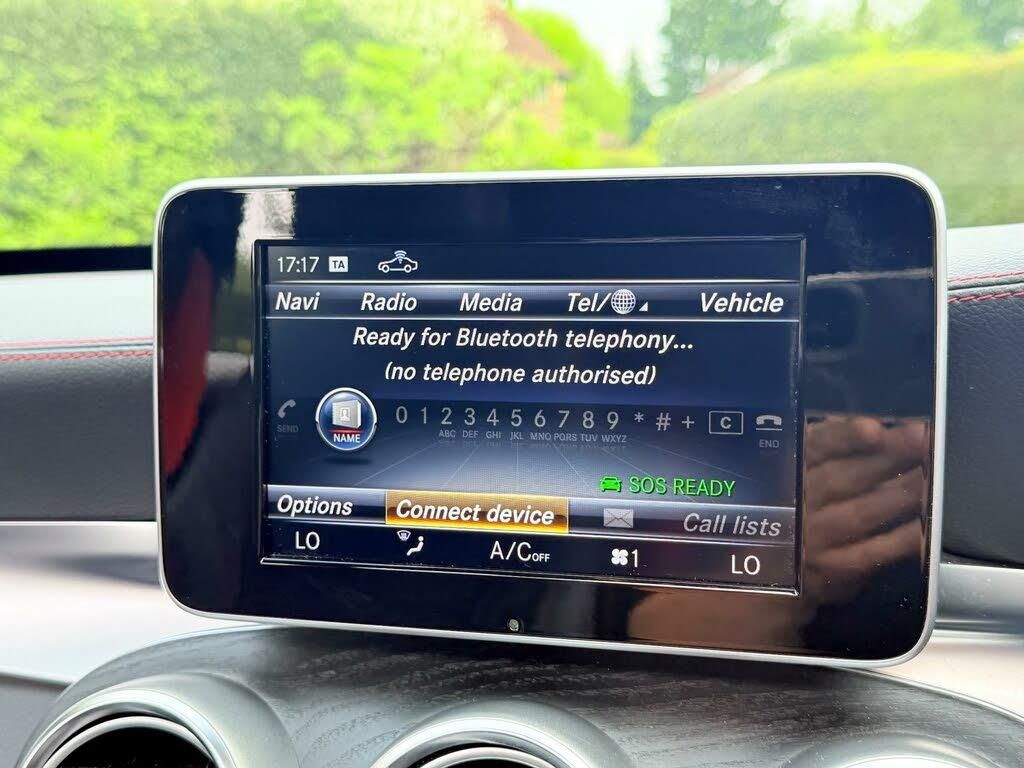 17:17 TA
Navi Radio Media Tel/ Vehicle
Ready for Bluetooth telephony...
(no telephone authorised)
SEND NAME 0 1 2 3 4 5 6 7 8 9 * # + C END
ABC DEF GHI JKL MNO PQRS TUV WXYZ
SOS READY
Options Connect device Call lists
LO A/C OFF 1 LO